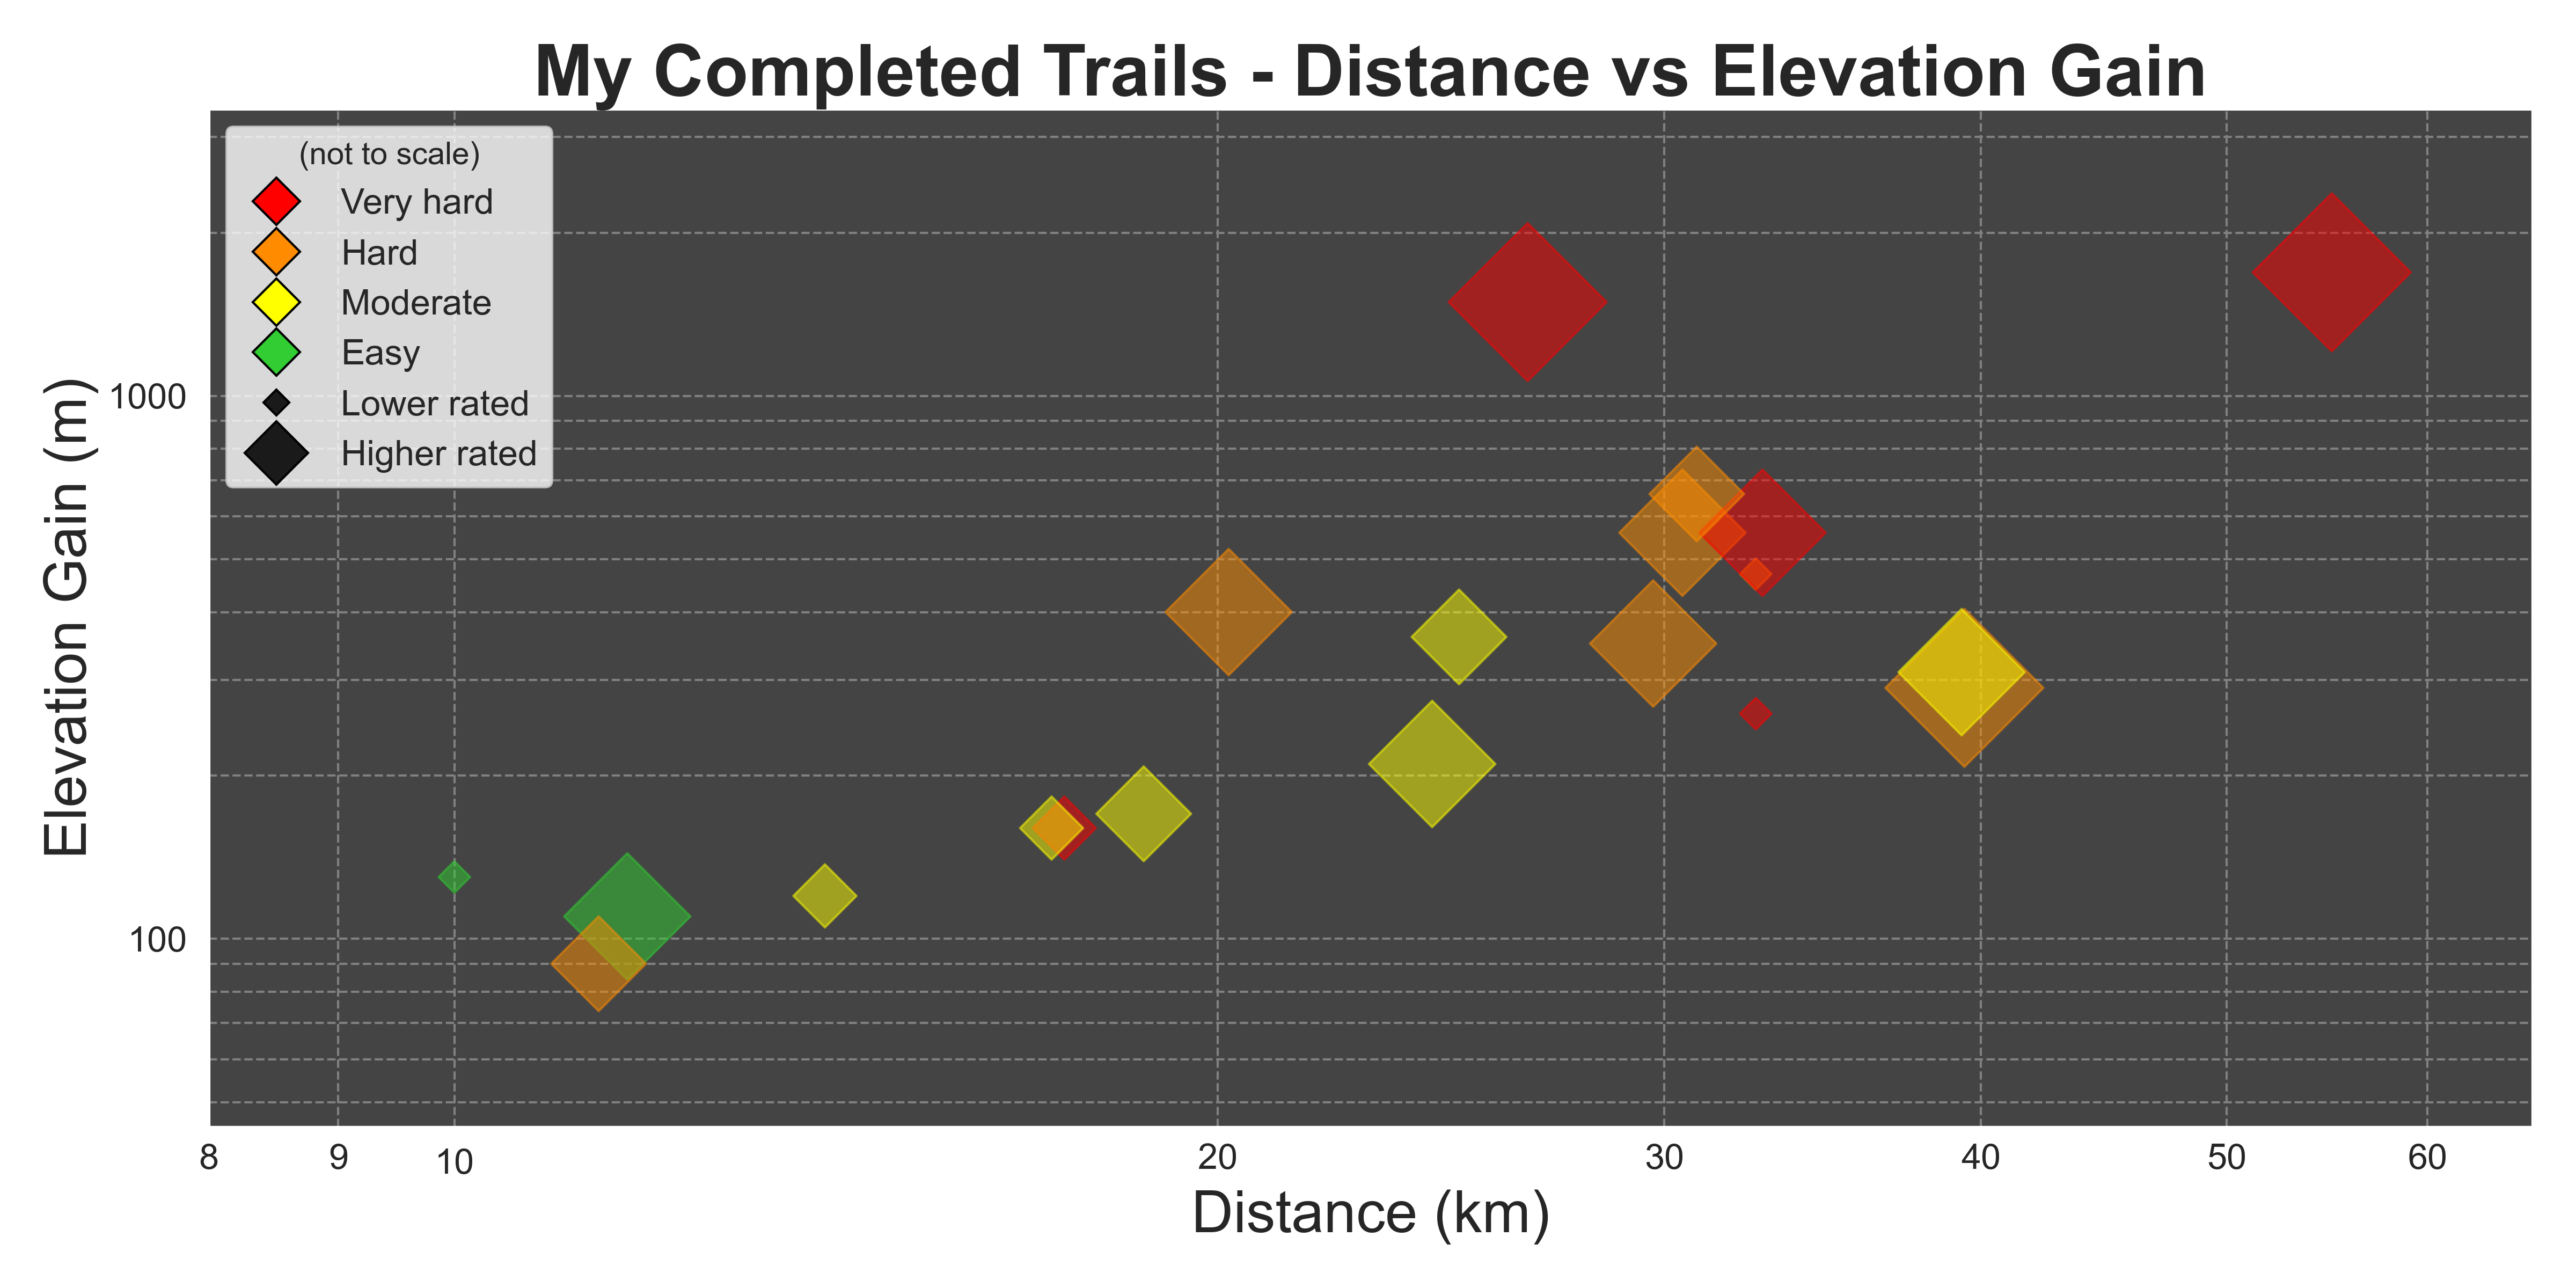 My Completed Trails - Distance vs Elevation Gain
(not to scale)
Very hard
Hard
Moderate
Easy
Lower rated
Higher rated
Elevation Gain (m)
1000
100
8 9 10 20 30 40 50 60
Distance (km)